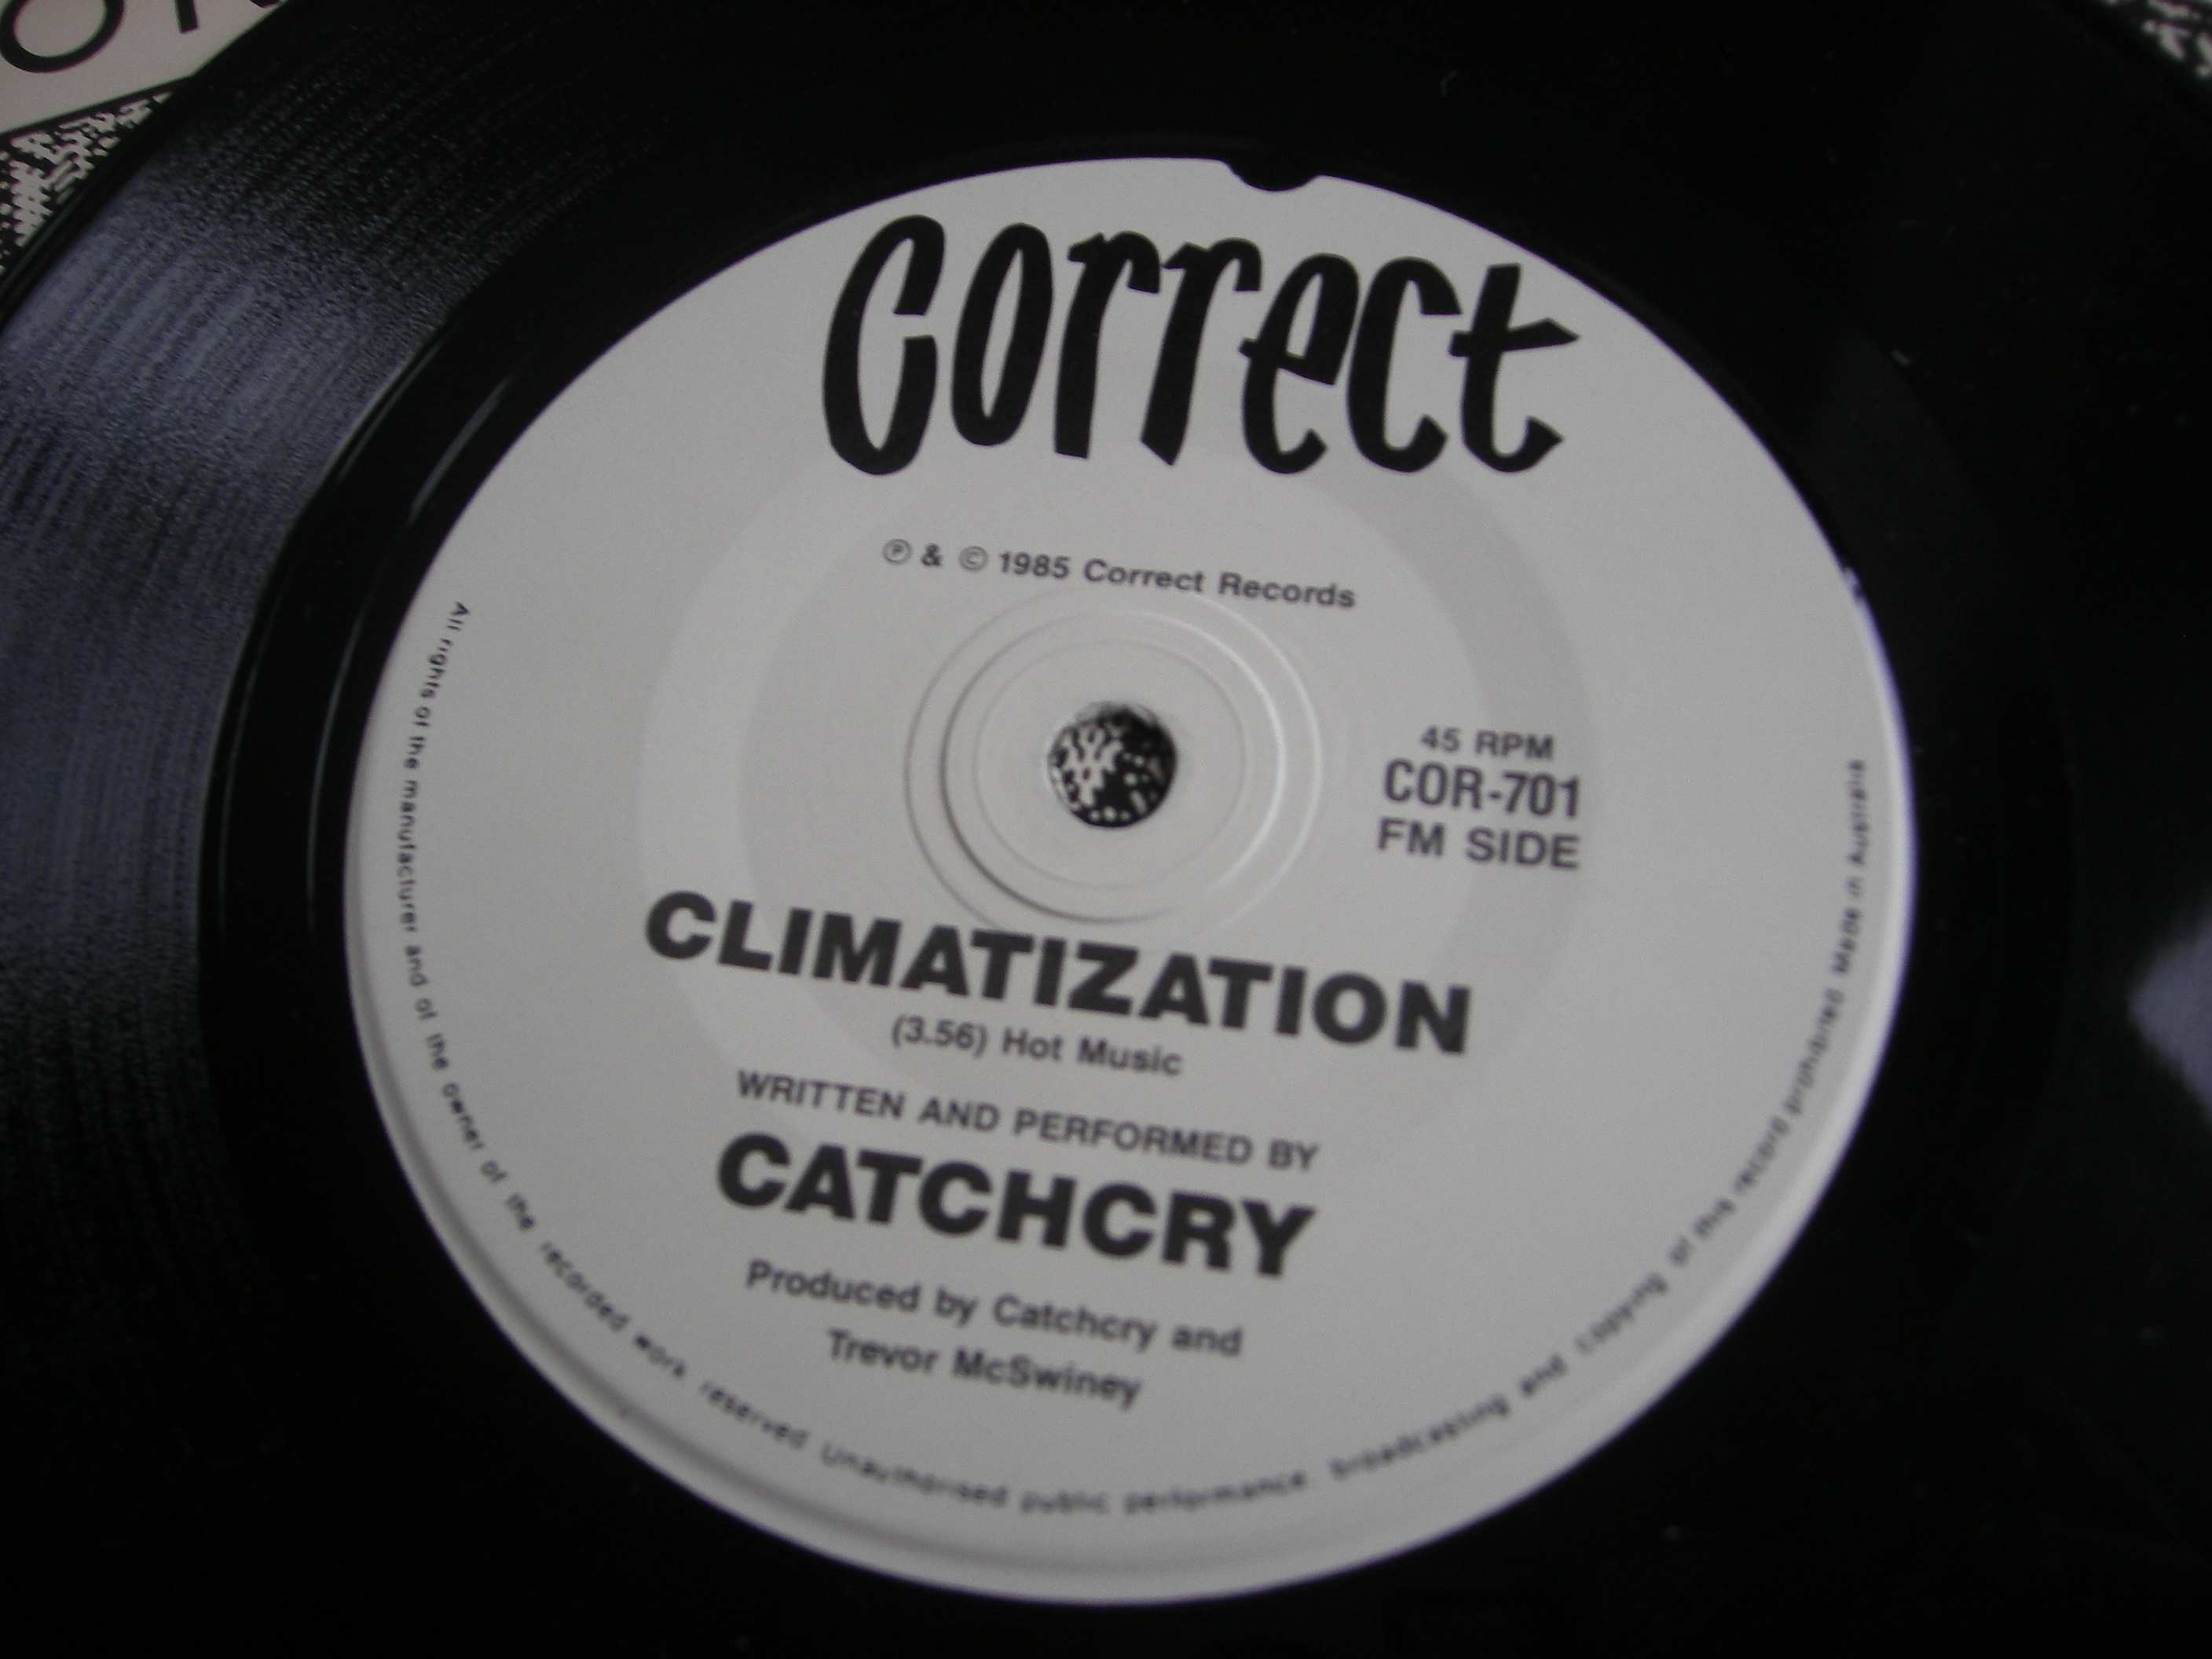 Correct
℗ & © 1985 Correct Records
45 RPM
COR-701
FM SIDE
CLIMATIZATION
(3.56) Hot Music
WRITTEN AND PERFORMED BY
CATCHCRY
Produced by Catchcry and
Trevor McSwiney
All rights of the manufacturer and of the owner of the recorded work reserved Unauthorised public performance, broadcasting and copying of this record prohibited Made in Australia